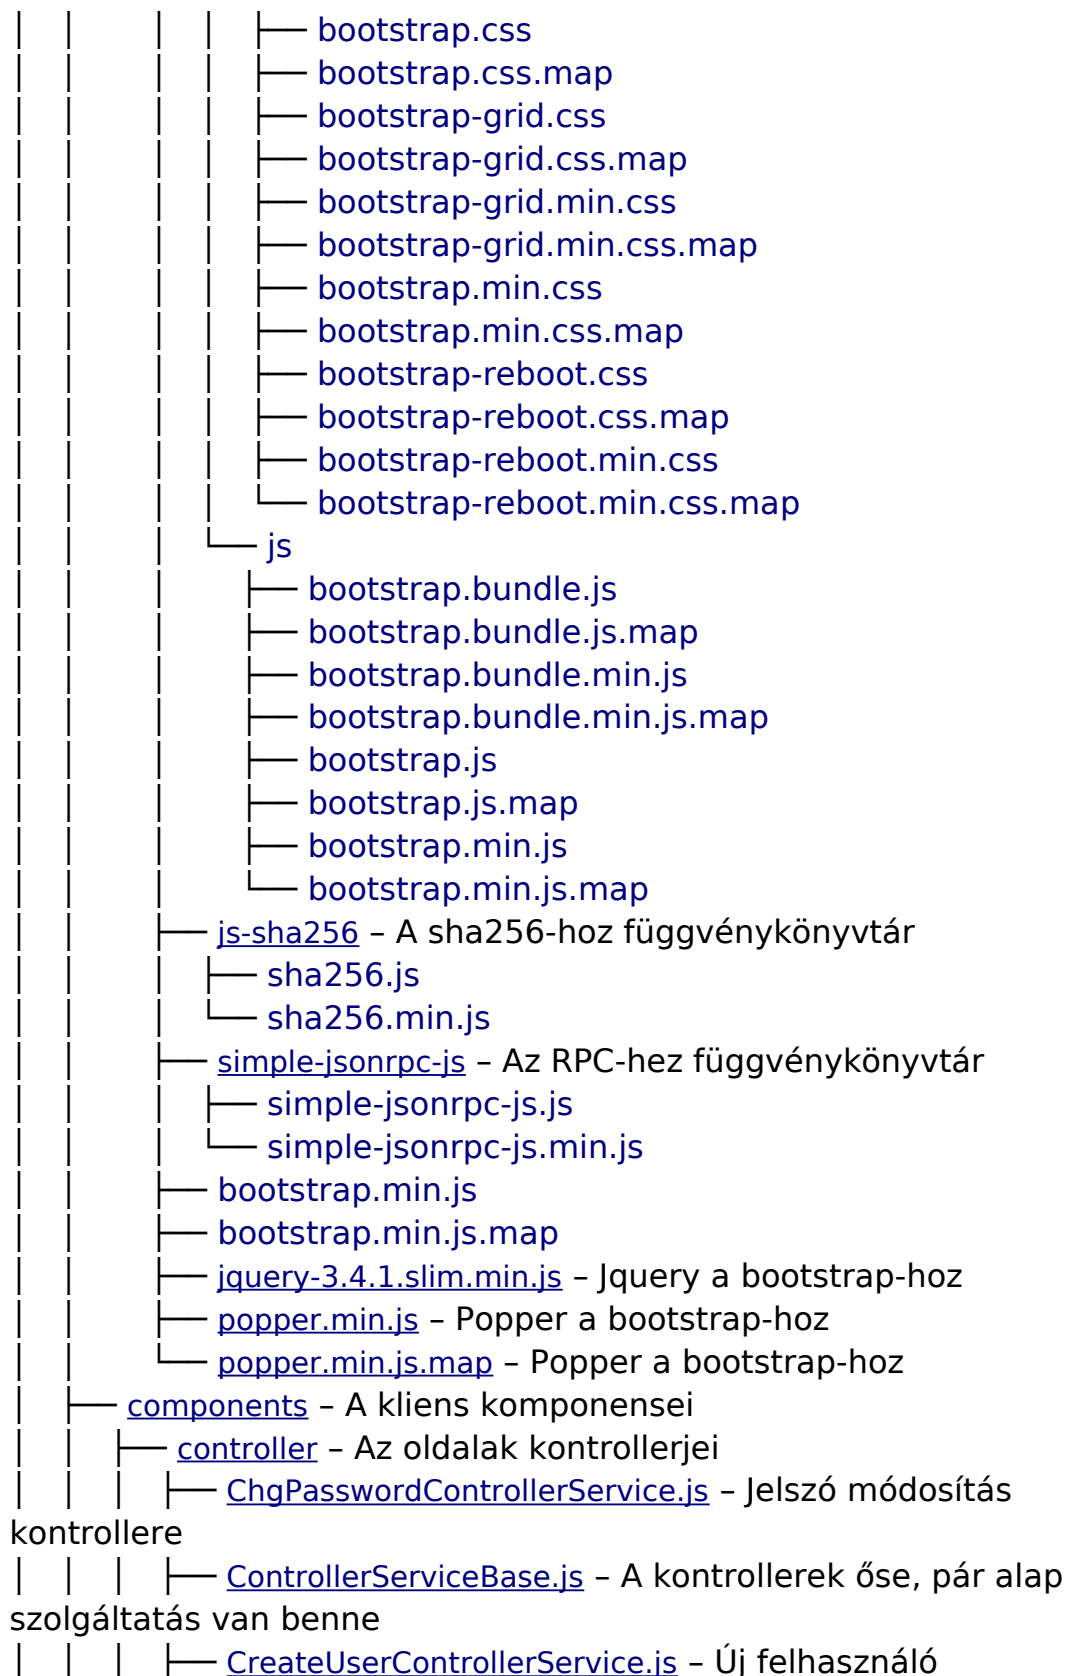 │ │ │ │ ├── bootstrap.css
│ │ │ │ ├── bootstrap.css.map
│ │ │ │ ├── bootstrap-grid.css
│ │ │ │ ├── bootstrap-grid.css.map
│ │ │ │ ├── bootstrap-grid.min.css
│ │ │ │ ├── bootstrap-grid.min.css.map
│ │ │ │ ├── bootstrap.min.css
│ │ │ │ ├── bootstrap.min.css.map
│ │ │ │ ├── bootstrap-reboot.css
│ │ │ │ ├── bootstrap-reboot.css.map
│ │ │ │ ├── bootstrap-reboot.min.css
│ │ │ │ └── bootstrap-reboot.min.css.map
│ │ │ └── js
│ │ │ ├── bootstrap.bundle.js
│ │ │ ├── bootstrap.bundle.js.map
│ │ │ ├── bootstrap.bundle.min.js
│ │ │ ├── bootstrap.bundle.min.js.map
│ │ │ ├── bootstrap.js
│ │ │ ├── bootstrap.js.map
│ │ │ ├── bootstrap.min.js
│ │ │ └── bootstrap.min.js.map
│ │ ├── js-sha256 – A sha256-hoz függvénykönyvtár
│ │ │ ├── sha256.js
│ │ │ └── sha256.min.js
│ │ ├── simple-jsonrpc-js – Az RPC-hez függvénykönyvtár
│ │ │ ├── simple-jsonrpc-js.js
│ │ │ └── simple-jsonrpc-js.min.js
│ │ ├── bootstrap.min.js
│ │ ├── bootstrap.min.js.map
│ │ ├── jquery-3.4.1.slim.min.js – Jquery a bootstrap-hoz
│ │ ├── popper.min.js – Popper a bootstrap-hoz
│ │ └── popper.min.js.map – Popper a bootstrap-hoz
│ ├── components – A kliens komponensei
│ │ ├── controller – Az oldalak kontrollerjei
│ │ │ ├── ChgPasswordControllerService.js – Jelszó módosítás
kontrollere
│ │ │ ├── ControllerServiceBase.js – A kontrollerek őse, pár alap
szolgáltatás van benne
│ │ │ ├── CreateUserControllerService.js – Új felhasználó